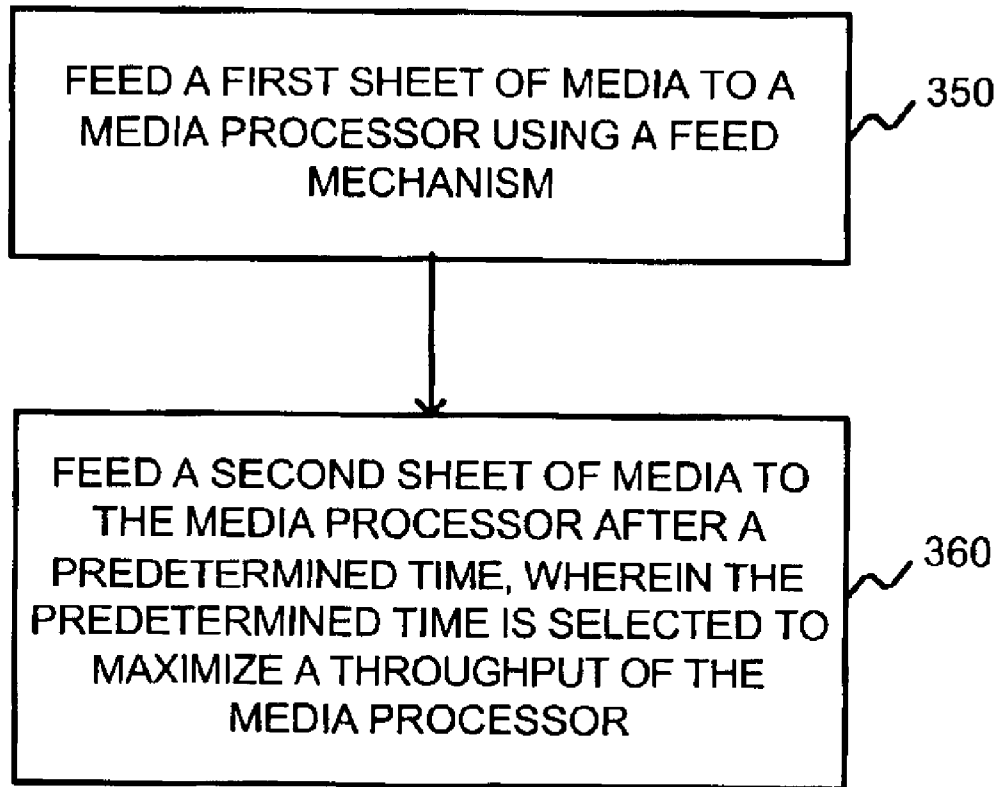 FEED A FIRST SHEET OF MEDIA TO A
MEDIA PROCESSOR USING A FEED
MECHANISM
350
FEED A SECOND SHEET OF MEDIA TO
THE MEDIA PROCESSOR AFTER A
PREDETERMINED TIME, WHEREIN THE
PREDETERMINED TIME IS SELECTED TO
MAXIMIZE A THROUGHPUT OF THE
MEDIA PROCESSOR
360